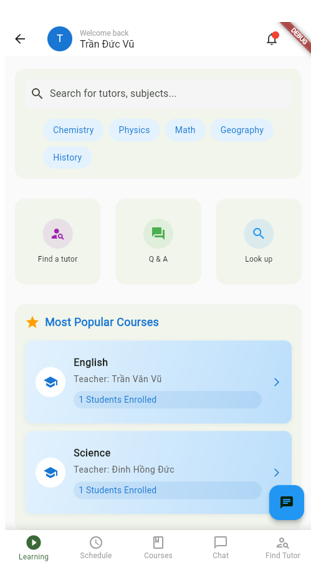 Welcome back
T
Trần Đức Vũ
DEBUG
Search for tutors, subjects...
Chemistry
Physics
Math
Geography
History
Find a tutor
Q & A
Look up
Most Popular Courses
English
Teacher: Trần Văn Vũ
1 Students Enrolled
Science
Teacher: Đinh Hồng Đức
1 Students Enrolled
Learning
Schedule
Courses
Chat
Find Tutor